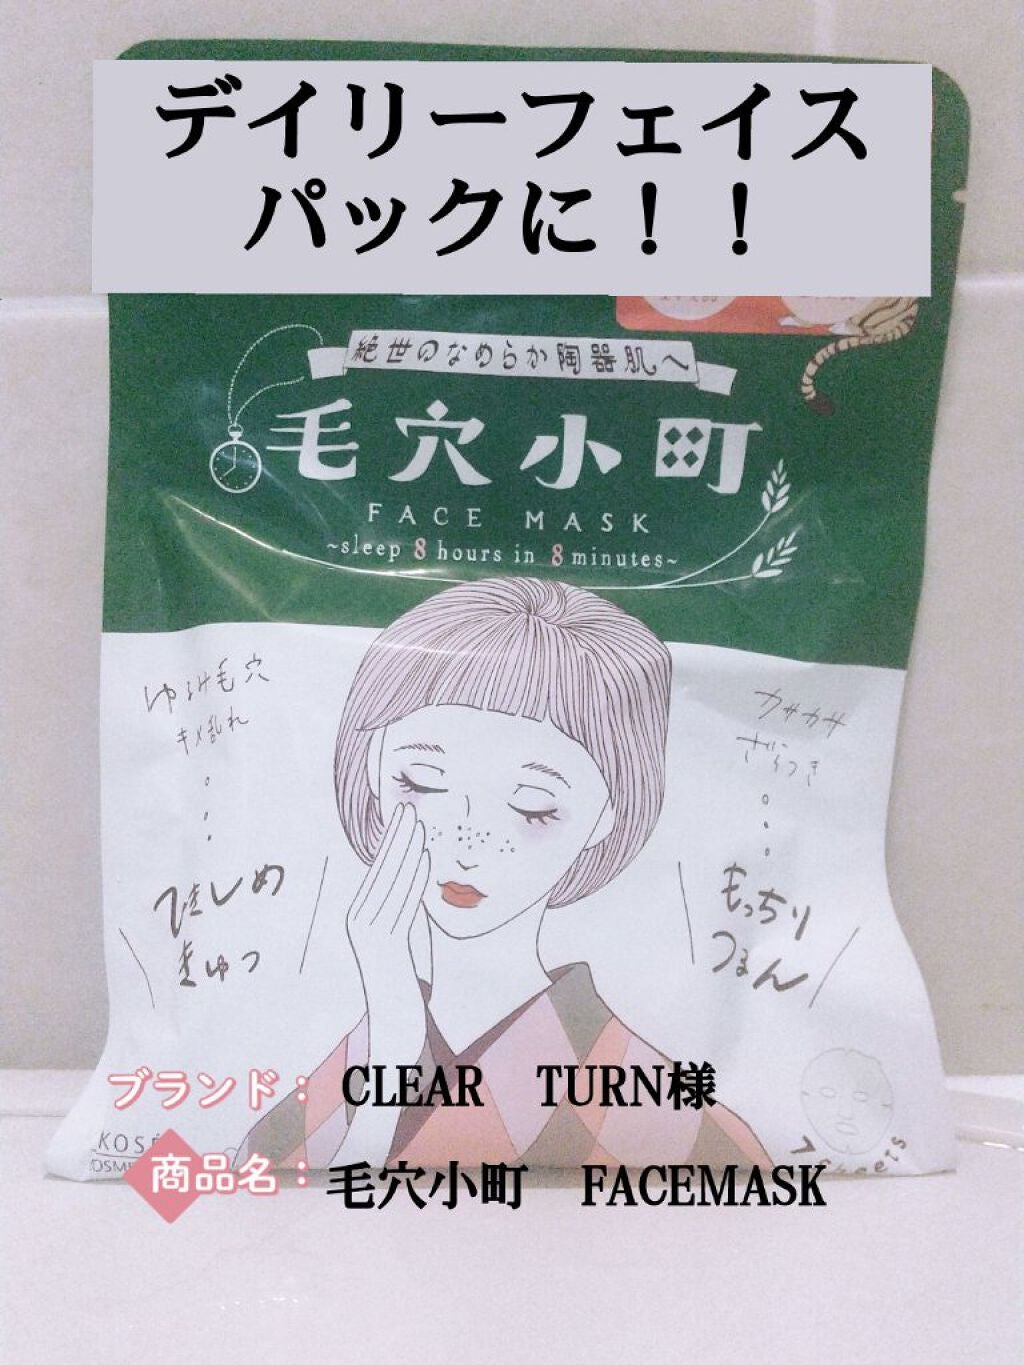 デイリーフェイス
パックに！！
絶世のなめらか陶器肌へ
毛穴小町
FACE MASK
~sleep 8 hours in 8 minutes~
ゆるみ毛穴
キメ乱れ
ひきしめ
きゅっ
カサカサ
ざらつき
もっちり
つるん
ブランド： CLEAR TURN様
KOSÉ
商品名： 毛穴小町 FACEMASK
7 sheets